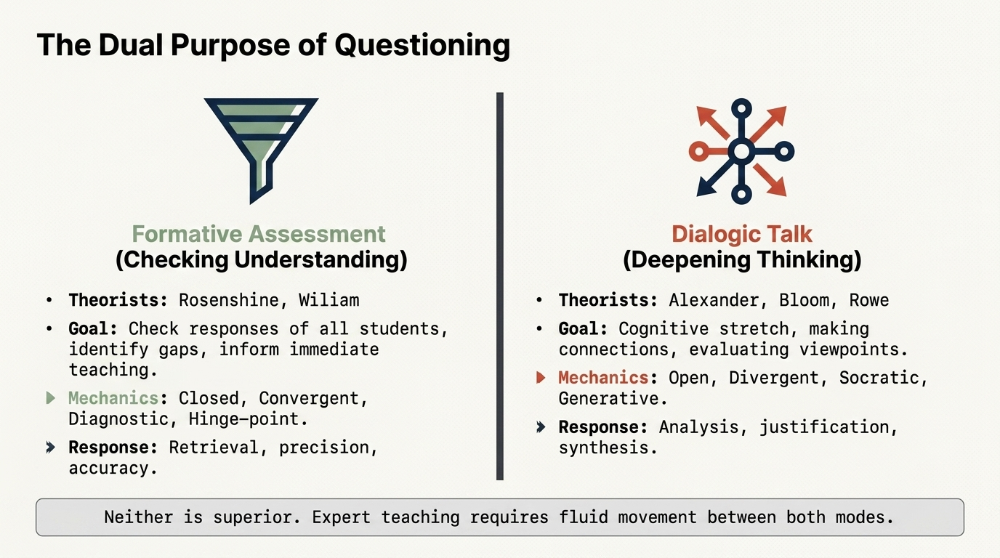 The Dual Purpose of Questioning
Formative Assessment
(Checking Understanding)
• Theorists: Rosenshine, Wiliam
• Goal: Check responses of all students,
identify gaps, inform immediate
teaching.
Mechanics: Closed, Convergent,
Diagnostic, Hinge-point.
Response: Retrieval, precision,
accuracy.
Dialogic Talk
(Deepening Thinking)
• Theorists: Alexander, Bloom, Rowe
• Goal: Cognitive stretch, making
connections, evaluating viewpoints.
Mechanics: Open, Divergent, Socratic,
Generative.
Response: Analysis, justification,
synthesis.
Neither is superior. Expert teaching requires fluid movement between both modes.